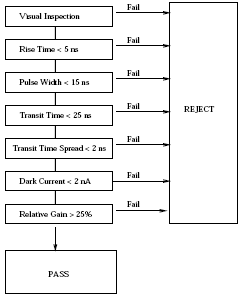 Visual Inspection
Fail
Rise Time < 5 ns
Fail
Pulse Width < 15 ns
Fail
Transit Time < 25 ns
Fail
REJECT
Transit Time Spread < 2 ns
Fail
Dark Current < 2 nA
Fail
Relative Gain > 25%
Fail
PASS